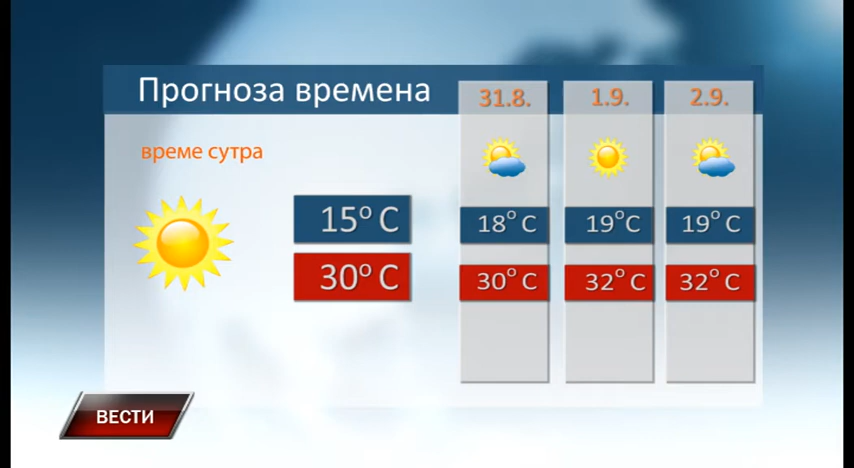 Прогноза времена
31.8.
1.9.
2.9.
време сутра
15° C
18° C
19°C
19° C
30° C
30° C
32° C
32° C
ВЕСТИ